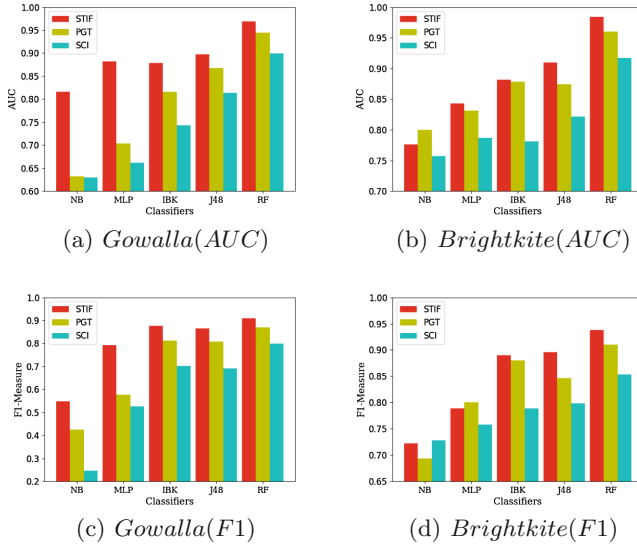 1.00
0.95
0.90
0.85
0.80
0.75
0.70
0.65
0.60
AUC
STIF
PGT
SCI
NB MLP IBK J48 RF
Classifiers
(a) Gowalla(AUC)
1.00
0.95
0.90
0.85
0.80
0.75
0.70
AUC
STIF
PGT
SCI
NB MLP IBK J48 RF
Classifiers
(b) Brightkite(AUC)
1.0
0.9
0.8
0.7
0.6
0.5
0.4
0.3
0.2
F1-Measure
STIF
PGT
SCI
NB MLP IBK J48 RF
Classifiers
(c) Gowalla(F1)
1.00
0.95
0.90
0.85
0.80
0.75
0.70
0.65
F1-Measure
STIF
PGT
SCI
NB MLP IBK J48 RF
Classifiers
(d) Brightkite(F1)